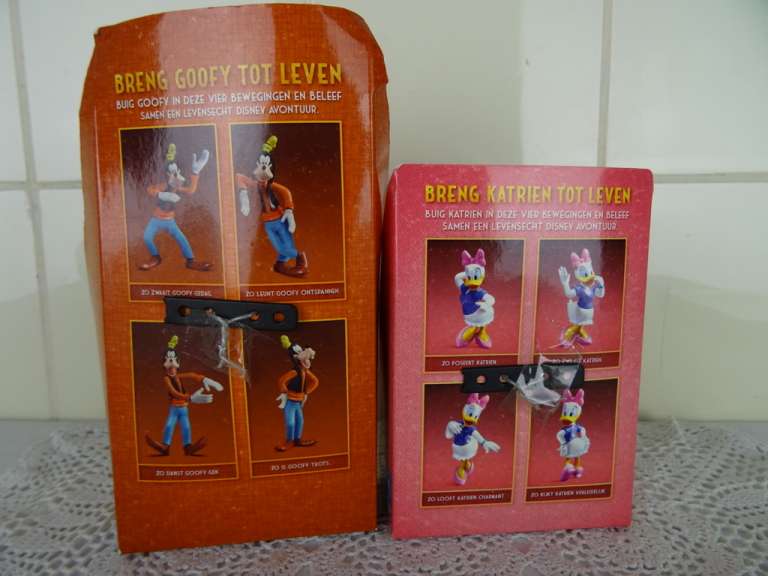 BRENG GOOFY TOT LEVEN
BUIG GOOFY IN DEZE VIER BEWEGINGEN EN BELEEF
SAMEN EEN LEVENSECHT DISNEY AVONTUUR.
ZO ZWAAIT GOOFY GEDAG.
ZO LEUNT GOOFY ONTSPANNEN.
ZO DANST GOOFY GEK.
ZO IS GOOFY TROTS.
BRENG KATRIEN TOT LEVEN
BUIG KATRIEN IN DEZE VIER BEWEGINGEN EN BELEEF
SAMEN EEN LEVENSECHT DISNEY AVONTUUR.
ZO POSEERT KATRIEN
ZO KATRIEN
ZO LOOPT KATRIEN CHARMANT
ZO KIJKT KATRIEN VERLEIDELIJK